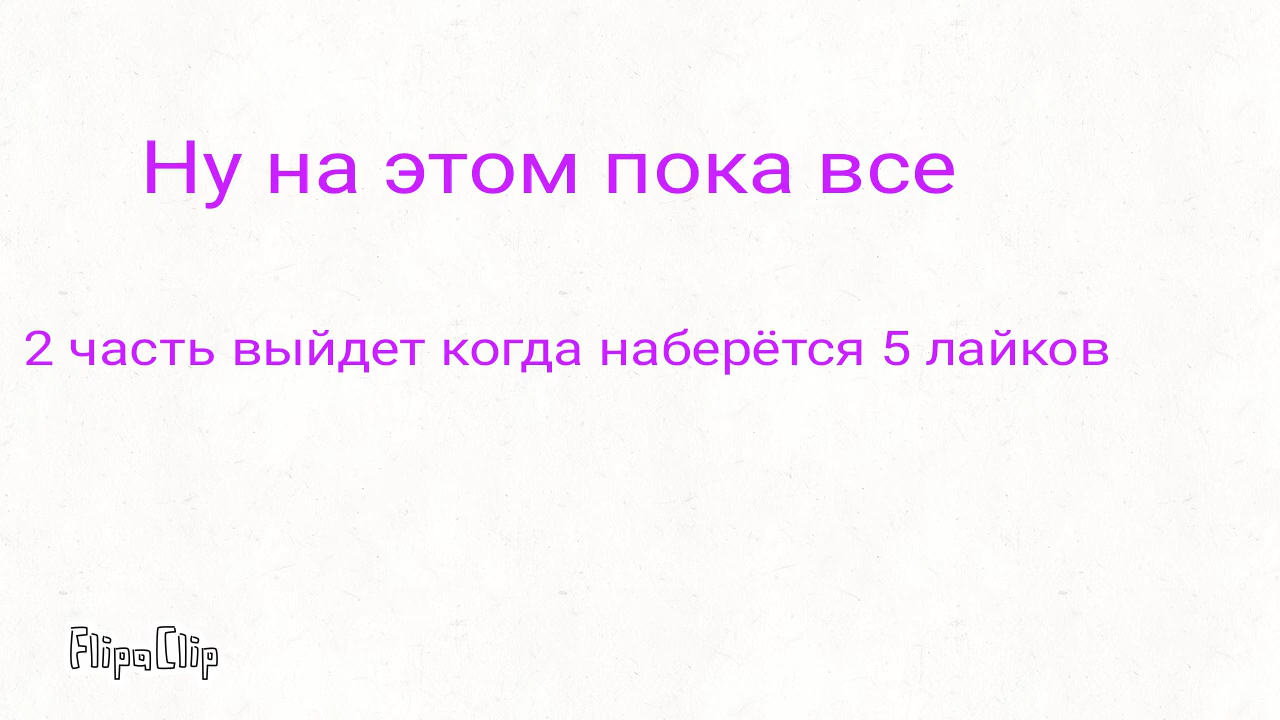 Ну на этом пока все
2 часть выйдет когда наберётся 5 лайков
FlipaClip